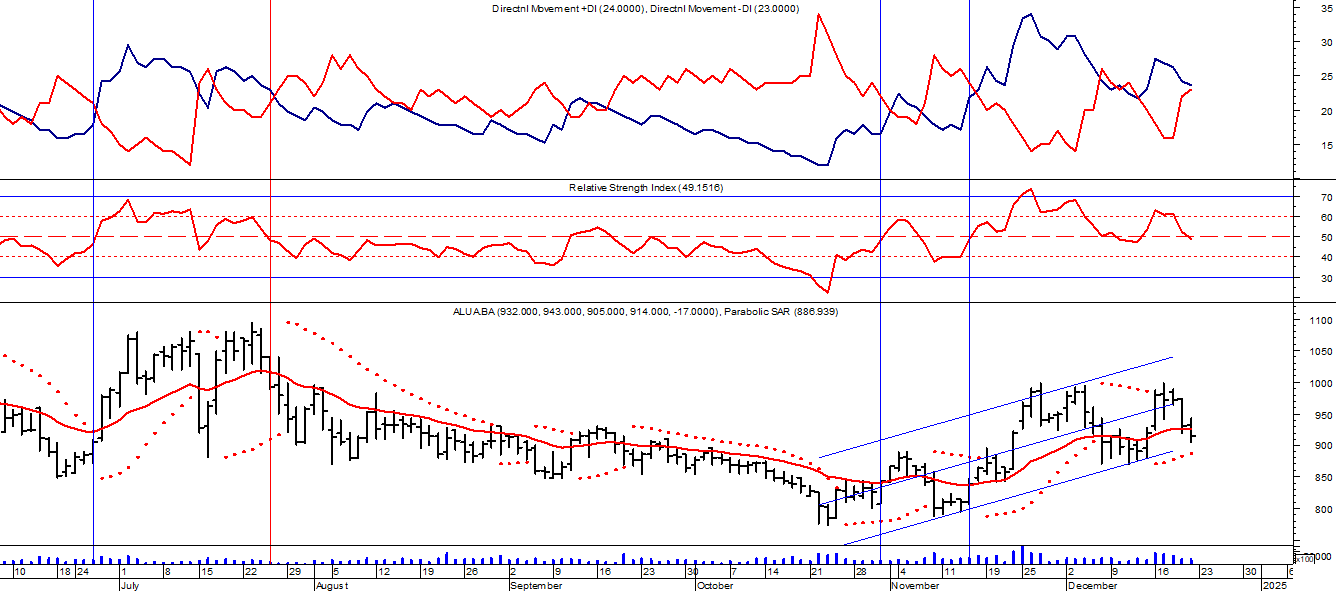 Directnl Movement +DI (24.0000), Directnl Movement -DI (23.0000)
35
30
25
20
15
Relative Strength Index (49.1516)
70
60
50
40
30
ALUA.BA (932.000, 943.000, 905.000, 914.000, -17.0000), Parabolic SAR (886.939)
1100
1050
1000
950
900
850
800
x100
10 18 24 1 8 15 22 29 5 12 19 26 2 9 16 23 30 7 14 21 28 4 11 19 25 2 9 16 23 30 6
July August September October November December 2025